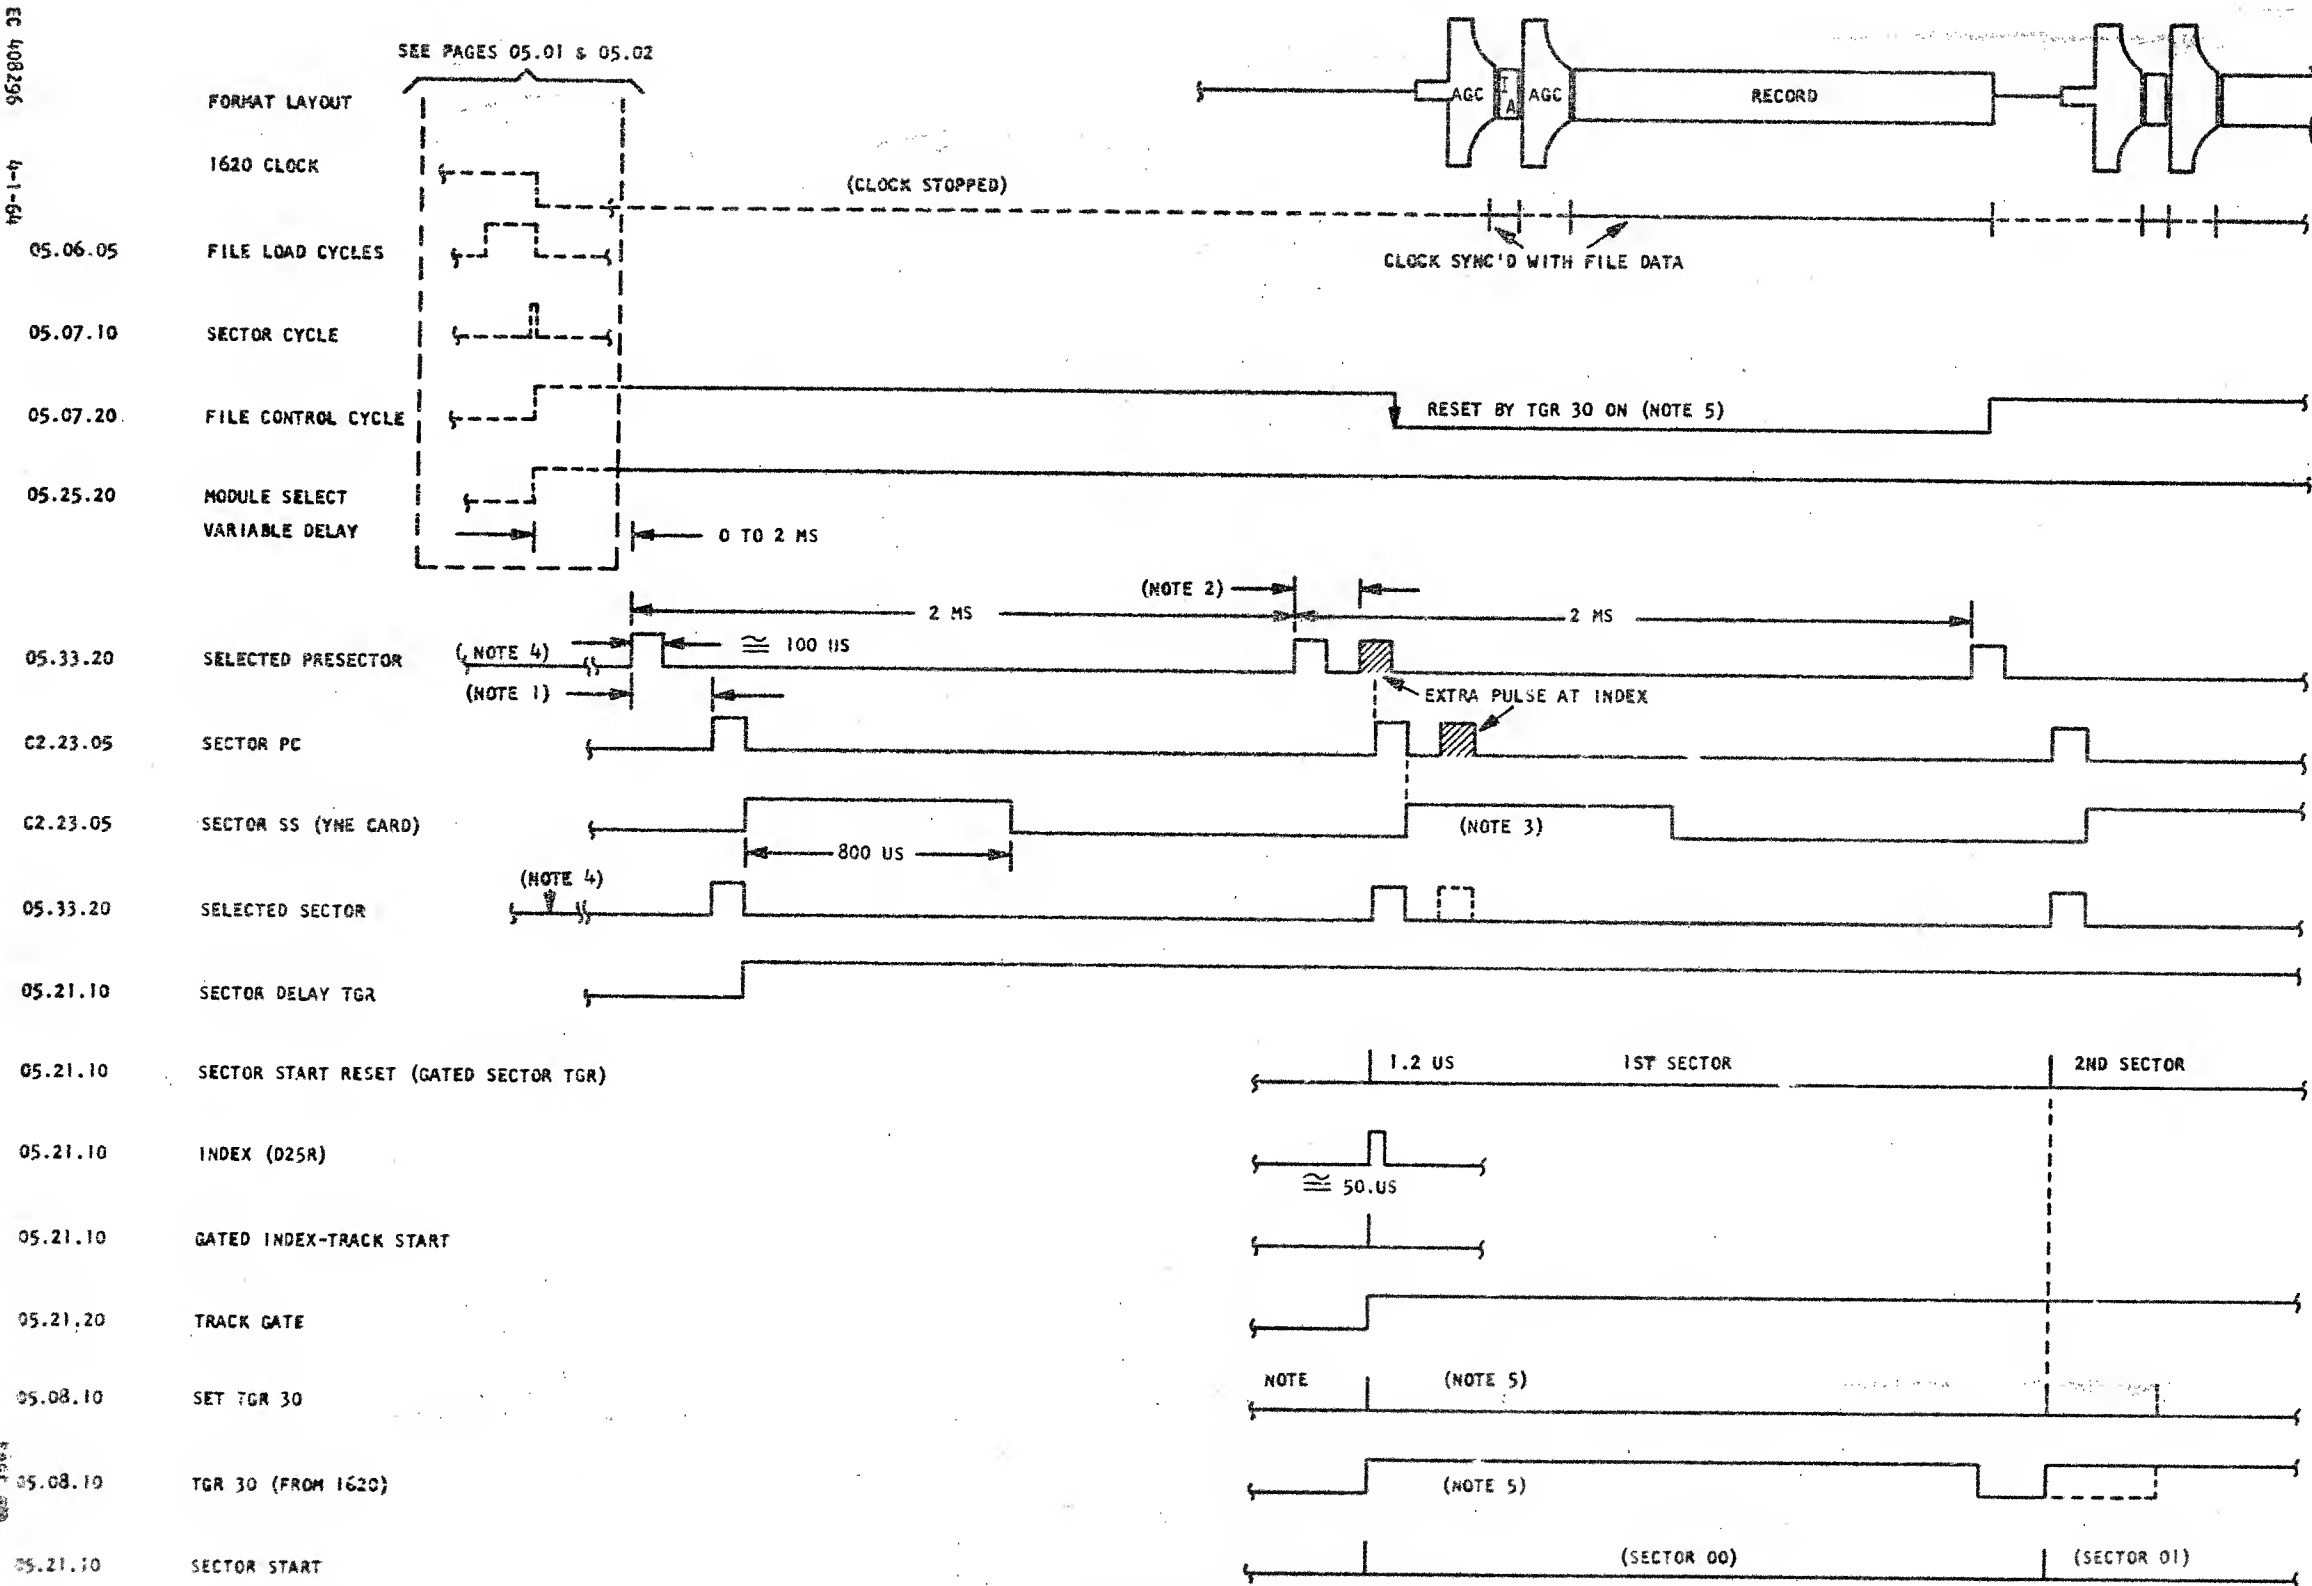 EC 408296 4-1-64
SEE PAGES 05.01 & 05.02
FORMAT LAYOUT
AGC
I A
AGC
RECORD
1620 CLOCK
(CLOCK STOPPED)
05.06.05 FILE LOAD CYCLES
CLOCK SYNC'D WITH FILE DATA
05.07.10 SECTOR CYCLE
05.07.20 FILE CONTROL CYCLE
RESET BY TGR 30 ON (NOTE 5)
05.25.20 MODULE SELECT
VARIABLE DELAY
0 TO 2 MS
(NOTE 2)
2 MS
2 MS
05.33.20 SELECTED PRESECTOR
(NOTE 4)
≅ 100 US
(NOTE 1)
EXTRA PULSE AT INDEX
C2.23.05 SECTOR PC
C2.23.05 SECTOR SS (YNE CARD)
(NOTE 3)
800 US
(NOTE 4)
05.33.20 SELECTED SECTOR
05.21.10 SECTOR DELAY TGR
05.21.10 SECTOR START RESET (GATED SECTOR TGR)
1.2 US
1ST SECTOR
2ND SECTOR
05.21.10 INDEX (D25R)
≅ 50.US
05.21.10 GATED INDEX-TRACK START
05.21.20 TRACK GATE
05.08.10 SET TGR 30
NOTE
(NOTE 5)
05.08.10 TGR 30 (FROM 1620)
(NOTE 5)
05.21.10 SECTOR START
(SECTOR 00)
(SECTOR 01)